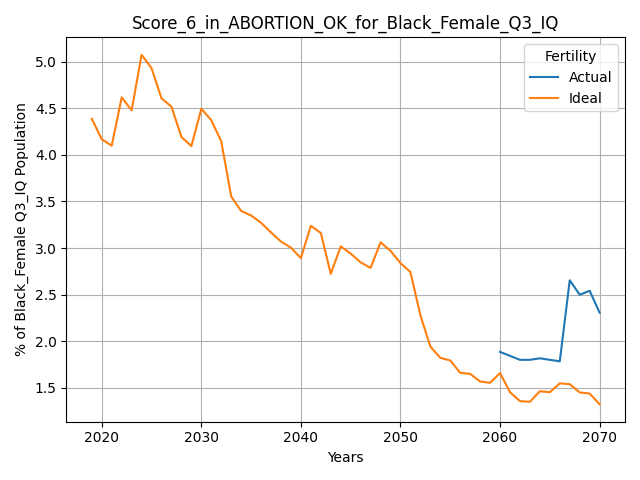 Score_6_in_ABORTION_OK_for_Black_Female_Q3_IQ
Fertility
Actual
Ideal
% of Black_Female Q3_IQ Population
5.0
4.5
4.0
3.5
3.0
2.5
2.0
1.5
2020 2030 2040 2050 2060 2070
Years